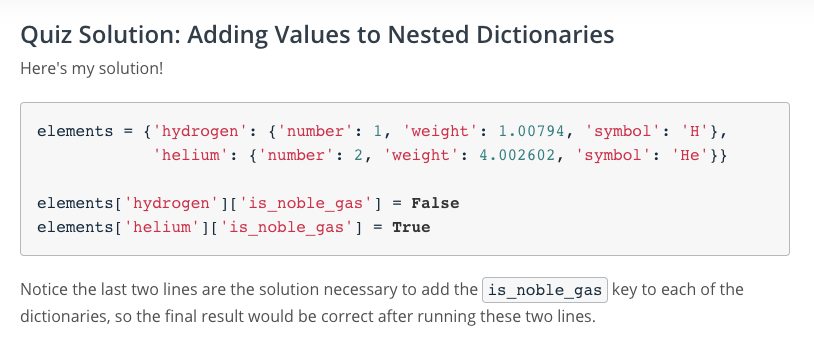 Quiz Solution: Adding Values to Nested Dictionaries
Here's my solution!
elements = {'hydrogen': {'number': 1, 'weight': 1.00794, 'symbol': 'H'},
'helium': {'number': 2, 'weight': 4.002602, 'symbol': 'He'}}
elements['hydrogen']['is_noble_gas'] = False
elements['helium']['is_noble_gas'] = True
Notice the last two lines are the solution necessary to add the is_noble_gas key to each of the
dictionaries, so the final result would be correct after running these two lines.